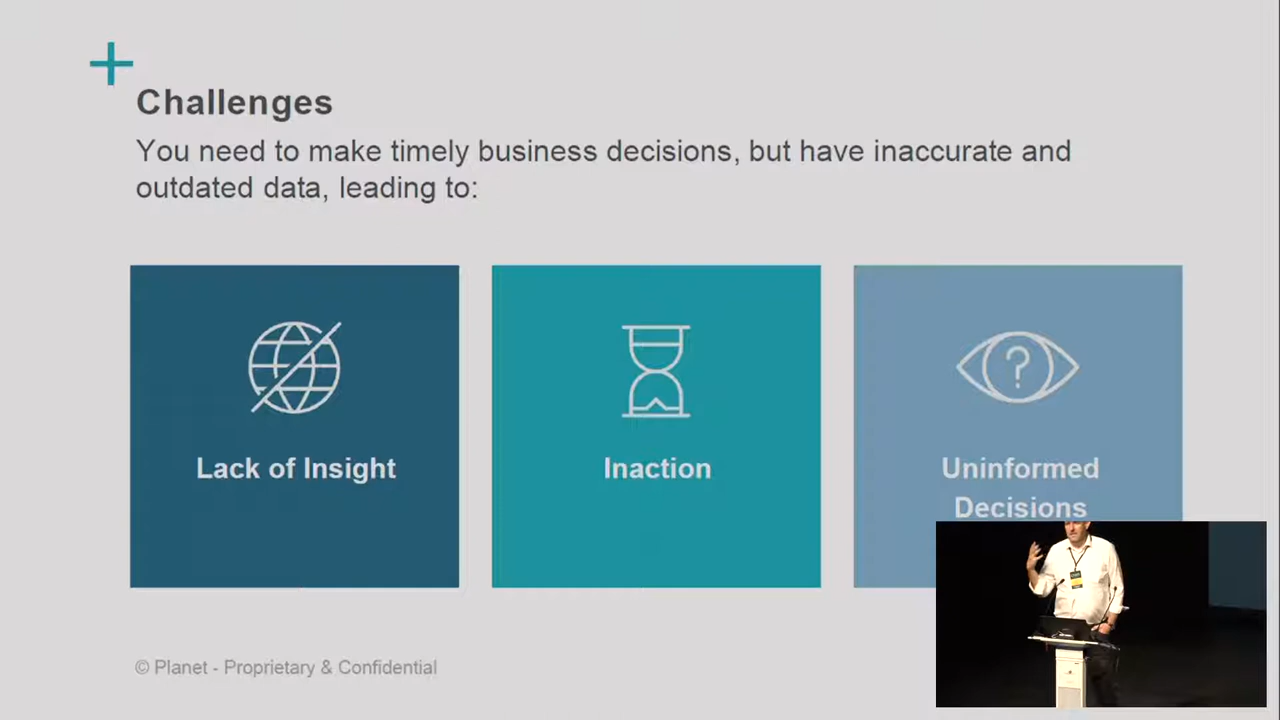 Challenges
You need to make timely business decisions, but have inaccurate and
outdated data, leading to:
Lack of Insight
Inaction
Uninformed
Decisions
© Planet - Proprietary & Confidential